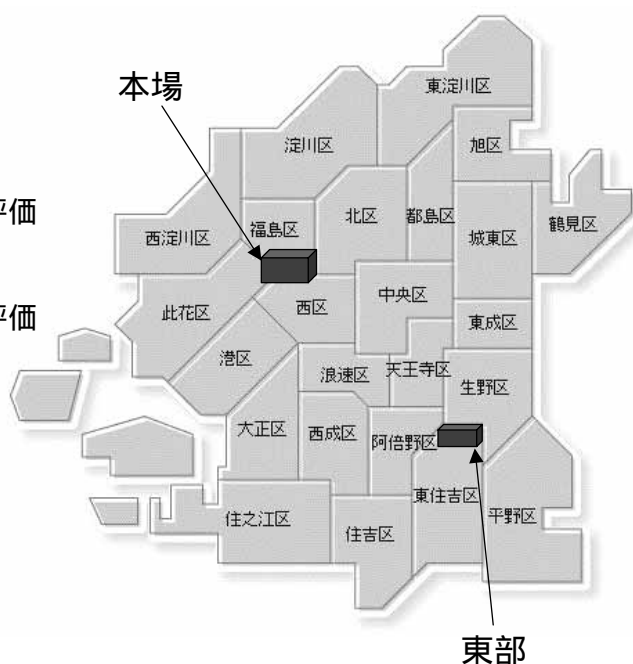 本場
東淀川区
淀川区
旭区
評価
西淀川区
福島区
北区
都島区
城東区
鶴見区
此花区
西区
中央区
東成区
評価
港区
浪速区
天王寺区
生野区
大正区
西成区
阿倍野区
住之江区
住吉区
東住吉区
平野区
東部